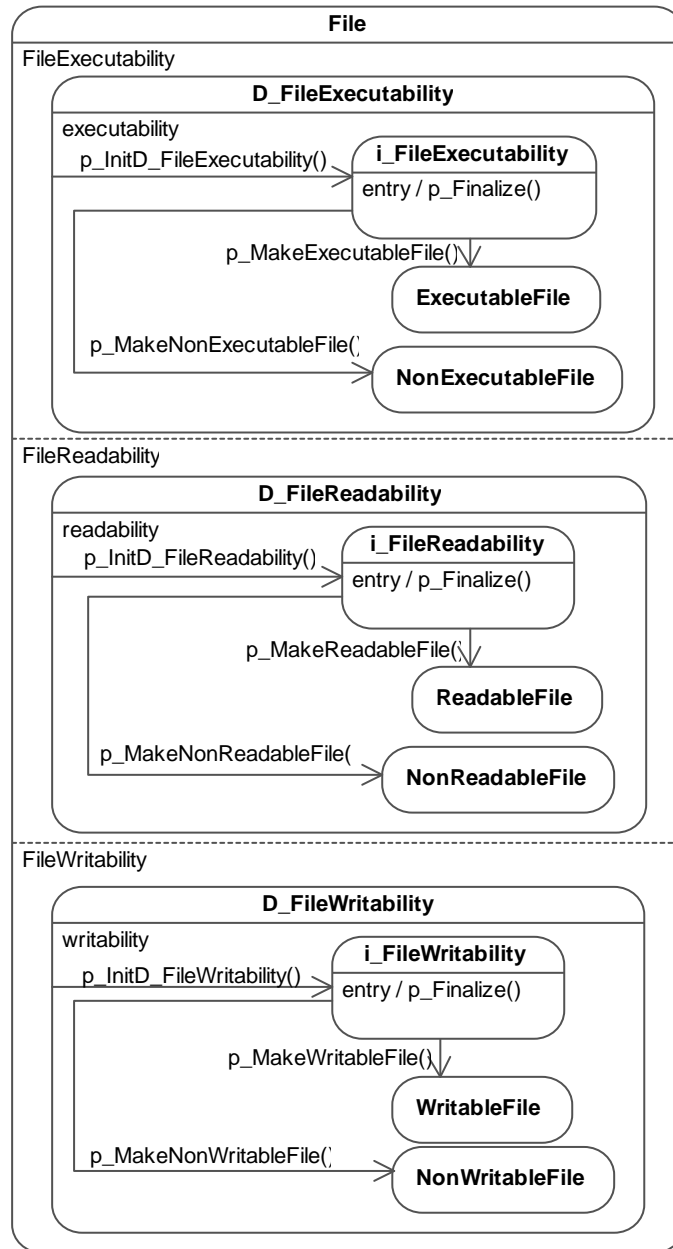 File
FileExecutability
D_FileExecutability
executability
p_InitD_FileExecutability()
i_FileExecutability
entry / p_Finalize()
p_MakeExecutableFile()
ExecutableFile
p_MakeNonExecutableFile()
NonExecutableFile
FileReadability
D_FileReadability
readability
p_InitD_FileReadability()
i_FileReadability
entry / p_Finalize()
p_MakeReadableFile()
ReadableFile
p_MakeNonReadableFile(
NonReadableFile
FileWritability
D_FileWritability
writability
p_InitD_FileWritability()
i_FileWritability
entry / p_Finalize()
p_MakeWritableFile()
WritableFile
p_MakeNonWritableFile()
NonWritableFile